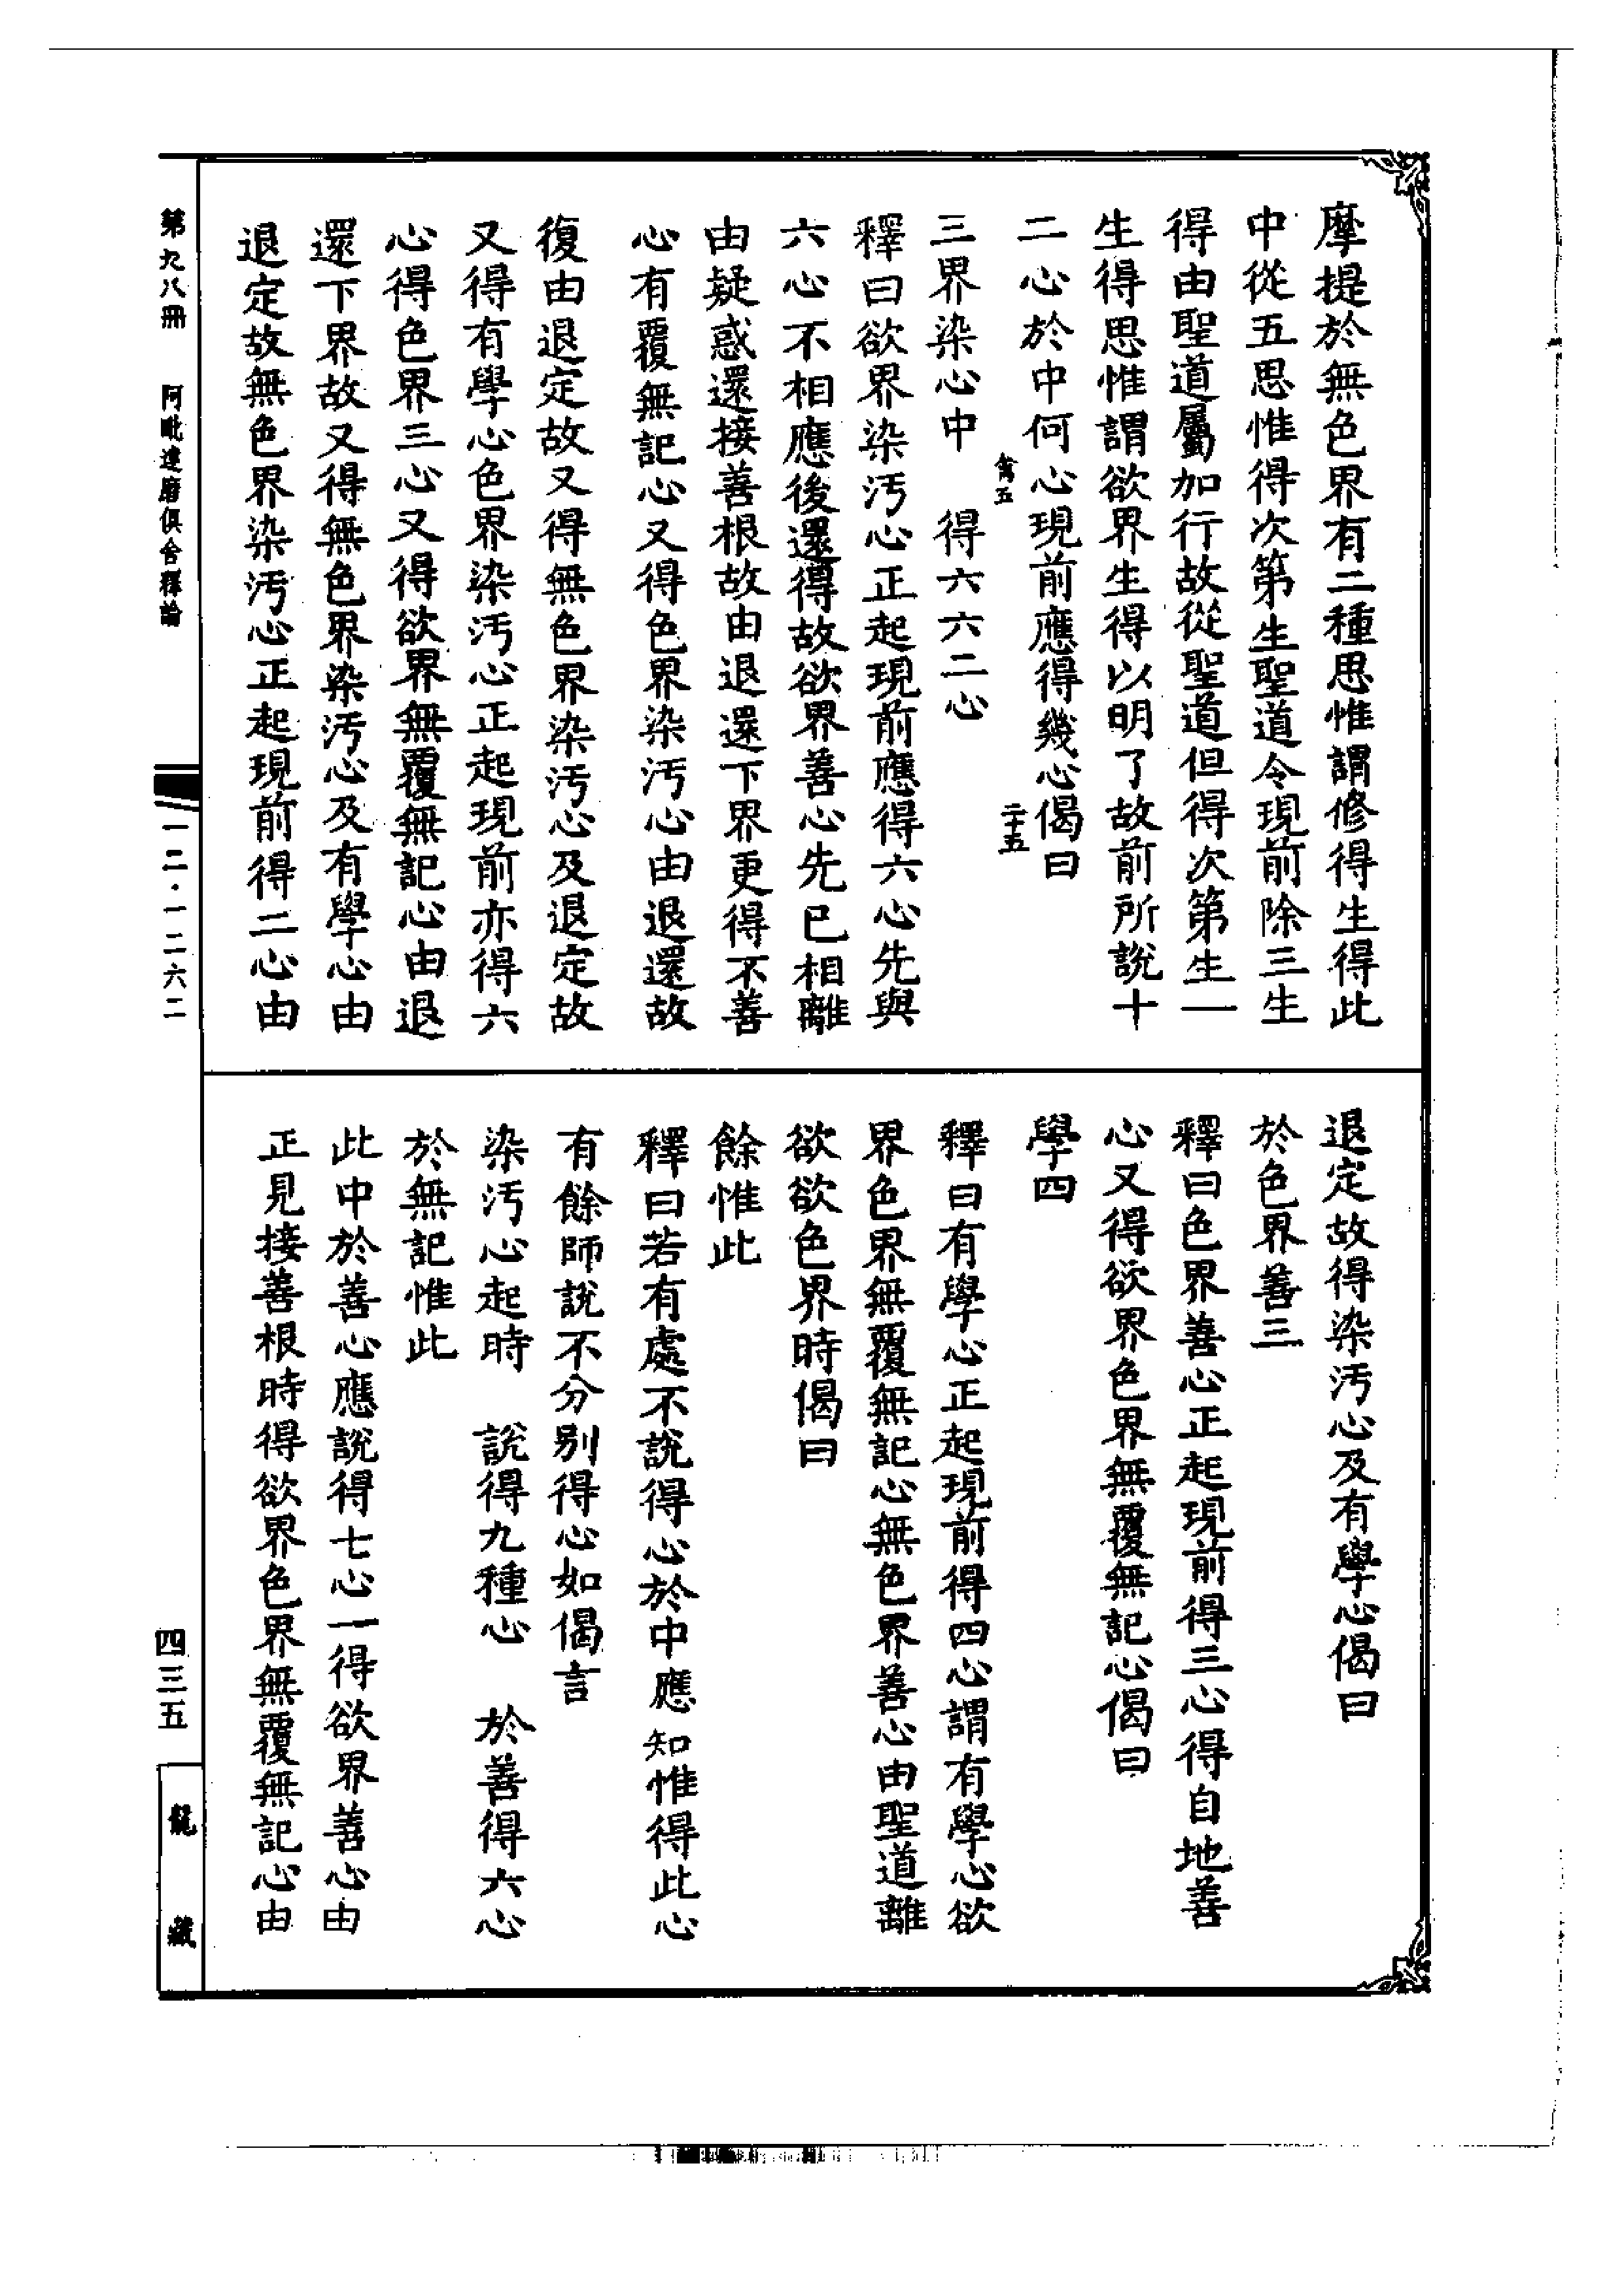 摩提於無色界有二種思惟謂修得生得此
中從五思惟得次第生聖道令現前除三生
得由聖道屬加行故從聖道但得次第生一
生得思惟謂欲界生得以明了故前所說十
二心於中何心現前應得幾心偈曰
二十五
三界染心中　得六六二心
釋曰欲界染汚心正起現前應得六心先與
六心不相應後還得故欲界善心先已相離
由疑惑還接善根故由退還下界更得不善
心有覆無記心又得色界染汚心由退還故
復由退定故又得無色界染汚心及退定故
又得有學心色界染汚心正起現前亦得六
心得色界三心又得欲界無覆無記心由退
還下界故又得無色界染汚心及有學心由
退定故無色界染汚心正起現前得二心由
退定故得染汚心及有學心偈曰
於色界善三
釋曰色界善心正起現前得三心得自地善
心又得欲界色界無覆無記心偈曰
學四
釋曰有學心正起現前得四心謂有學心欲
界色界無覆無記心無色界善心由聖道離
欲欲色界時偈曰
餘惟此
釋曰若有處不說得心於中應知惟得此心
有餘師說不分別得心如偈言
染汚心起時　說得九種心　於善得六心
於無記惟此
此中於善心應說得七心一得欲界善心由
正見接善根時得欲界色界無覆無記心由
第九八冊　阿毗達磨俱舍釋論
一二・一二六二
四三五
龍藏